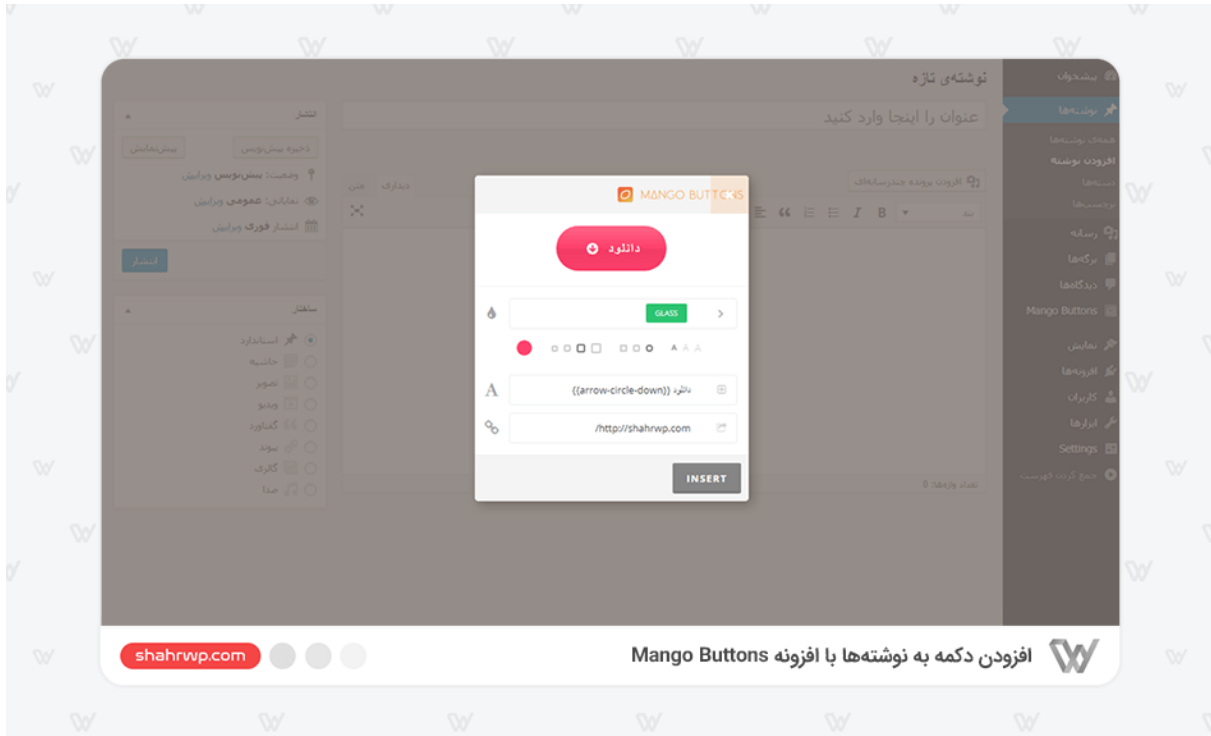 پیشخوان
نوشته‌ها
همه‌ی نوشته‌ها
افزودن نوشته
دسته‌ها
برچسب‌ها
رسانه
برگه‌ها
دیدگاه‌ها
Mango Buttons
نمایش
افزونه‌ها
کاربران
ابزارها
Settings
جمع کردن فهرست
نوشته‌ی تازه
عنوان را اینجا وارد کنید
افزودن پرونده چندرسانه‌ای
دیداری متن
بند B I
تعداد واژه‌ها: 0
انتشار
ذخیره پیش‌نویس پیش‌نمایش
وضعیت: پیش‌نویس ویرایش
نمایانی: عمومی ویرایش
انتشار فوری ویرایش
انتشار
ساختار
استاندارد
حاشیه
تصویر
ویدیو
گفتاورد
پیوند
گالری
صدا
MANGO BUTTONS
دانلود
GLASS
A A A
A
دانلود {{arrow-circle-down}}
http://shahrwp.com/
INSERT
افزودن دکمه به نوشته‌ها با افزونه Mango Buttons
shahrwp.com